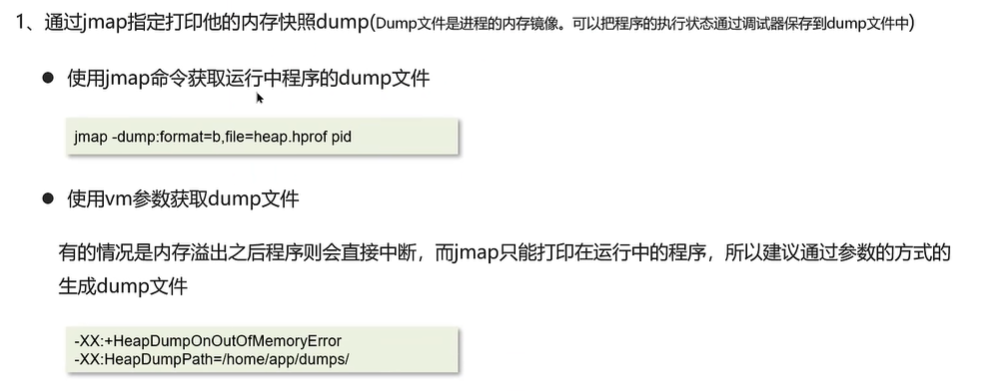 1、通过jmap指定打印他的内存快照dump(Dump文件是进程的内存镜像。可以把程序的执行状态通过调试器保存到dump文件中)
● 使用jmap命令获取运行中程序的dump文件
jmap -dump:format=b,file=heap.hprof pid
● 使用vm参数获取dump文件
有的情况是内存溢出之后程序则会直接中断，而jmap只能打印在运行中的程序，所以建议通过参数的方式的
生成dump文件
-XX:+HeapDumpOnOutOfMemoryError
-XX:HeapDumpPath=/home/app/dumps/